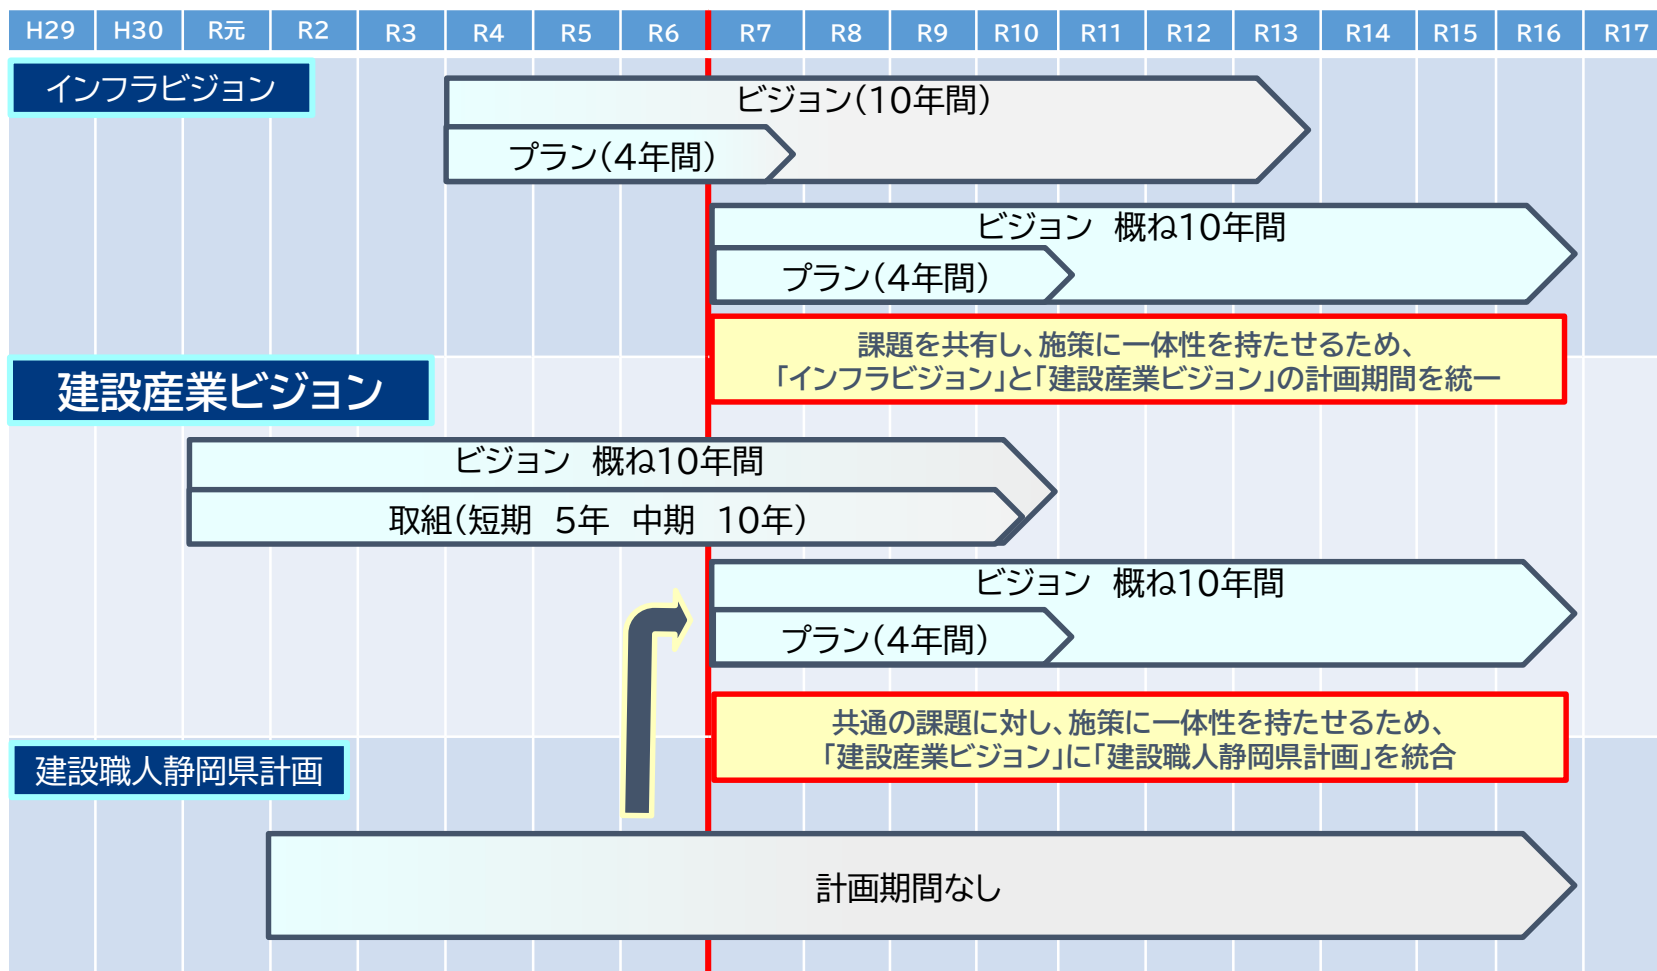 H29 H30 R元 R2 R3 R4 R5 R6 R7 R8 R9 R10 R11 R12 R13 R14 R15 R16 R17
インフラビジョン
ビジョン(10年間)
プラン(4年間)
ビジョン 概ね10年間
プラン(4年間)
課題を共有し、施策に一体性を持たせるため、
「インフラビジョン」と「建設産業ビジョン」の計画期間を統一
建設産業ビジョン
ビジョン 概ね10年間
取組(短期 5年 中期 10年)
ビジョン 概ね10年間
プラン(4年間)
共通の課題に対し、施策に一体性を持たせるため、
「建設産業ビジョン」に「建設職人静岡県計画」を統合
建設職人静岡県計画
計画期間なし